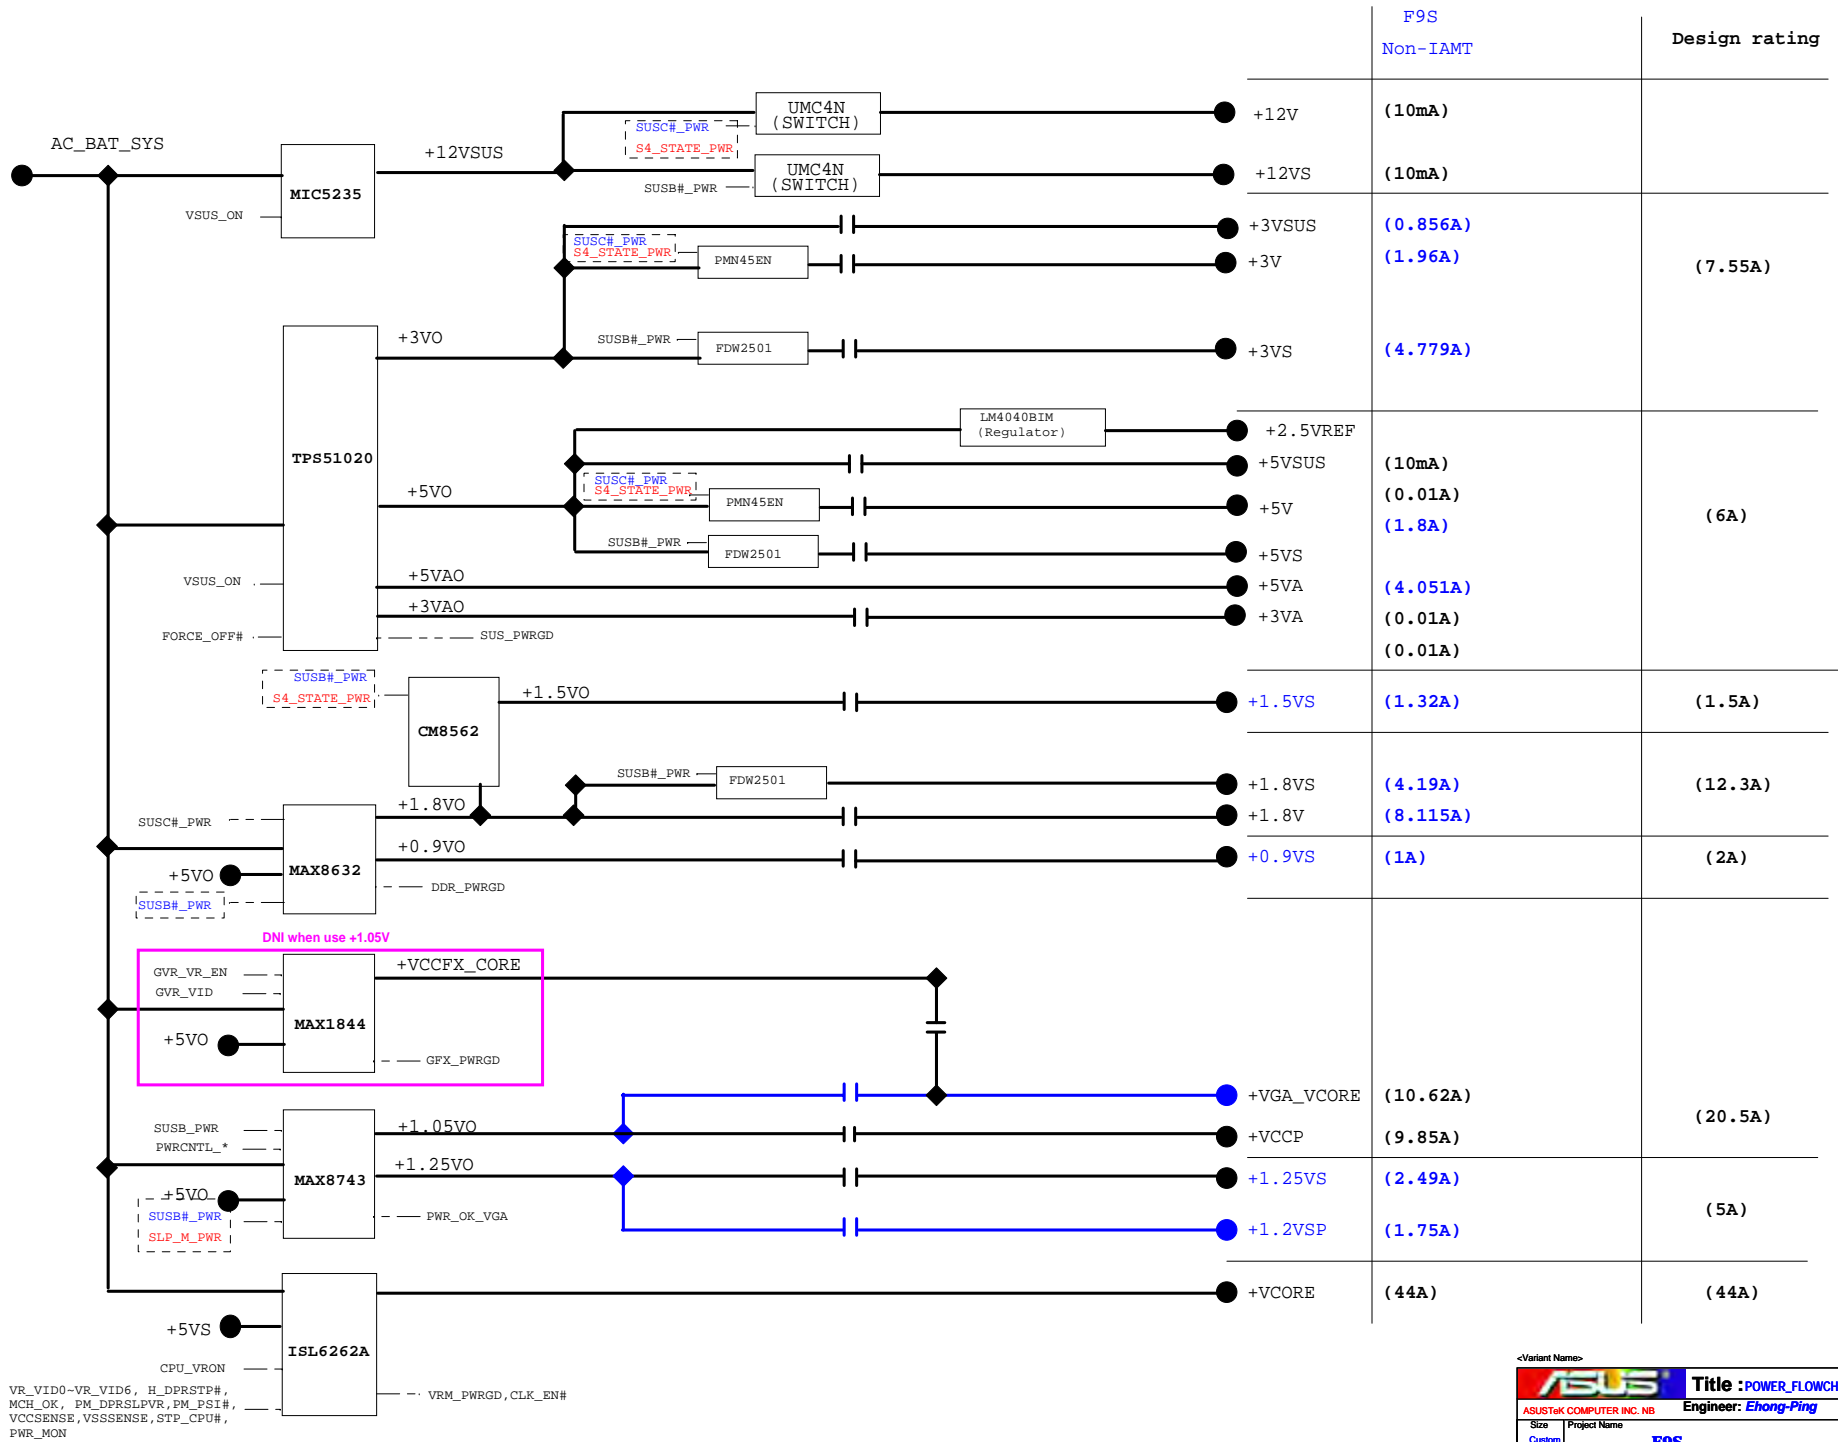 F9S
Non-IAMT
Design rating
AC_BAT_SYS
MIC5235
VSUS_ON
+12VSUS
SUSC#_PWR
S4_STATE_PWR
UMC4N
(SWITCH)
+12V
(10mA)
SUSB#_PWR
UMC4N
(SWITCH)
+12VS
(10mA)
+3VSUS
(0.856A)
SUSC#_PWR
S4_STATE_PWR
PMN45EN
+3V
(1.96A)
(7.55A)
+3VO
SUSB#_PWR
FDW2501
+3VS
(4.779A)
TPS51020
LM4040BIM
(Regulator)
+2.5VREF
+5VSUS
(10mA)
SUSC#_PWR
S4_STATE_PWR
+5VO
PMN45EN
+5V
(0.01A)
(1.8A)
(6A)
SUSB#_PWR
FDW2501
+5VS
VSUS_ON
+5VAO
+5VA
(4.051A)
+3VAO
+3VA
(0.01A)
FORCE_OFF#
SUS_PWRGD
(0.01A)
SUSB#_PWR
S4_STATE_PWR
CM8562
+1.5VO
+1.5VS
(1.32A)
(1.5A)
SUSB#_PWR
FDW2501
+1.8VS
(4.19A)
(12.3A)
+1.8VO
+1.8V
(8.115A)
SUSC#_PWR
MAX8632
+0.9VO
+0.9VS
(1A)
(2A)
+5VO
SUSB#_PWR
DDR_PWRGD
DNI when use +1.05V
GVR_VR_EN
GVR_VID
MAX1844
+VCCFX_CORE
+5VO
GFX_PWRGD
+VGA_VCORE
(10.62A)
(20.5A)
SUSB_PWR
PWRCNTL_*
MAX8743
+1.05VO
+VCCP
(9.85A)
+1.25VO
+1.25VS
(2.49A)
(5A)
+5VO
SUSB#_PWR
SLP_M_PWR
PWR_OK_VGA
+1.2VSP
(1.75A)
+VCORE
(44A)
(44A)
+5VS
ISL6262A
CPU_VRON
VR_VID0~VR_VID6, H_DPRSTP#,
MCH_OK, PM_DPRSLPVR,PM_PSI#,
VCCSENSE,VSSSENSE,STP_CPU#,
PWR_MON
VRM_PWRGD,CLK_EN#
<Variant Name>
ASUS
Title : POWER_FLOWCH
ASUSTeK COMPUTER INC. NB
Engineer: Ehong-Ping
Size
Project Name
Custom
F9S